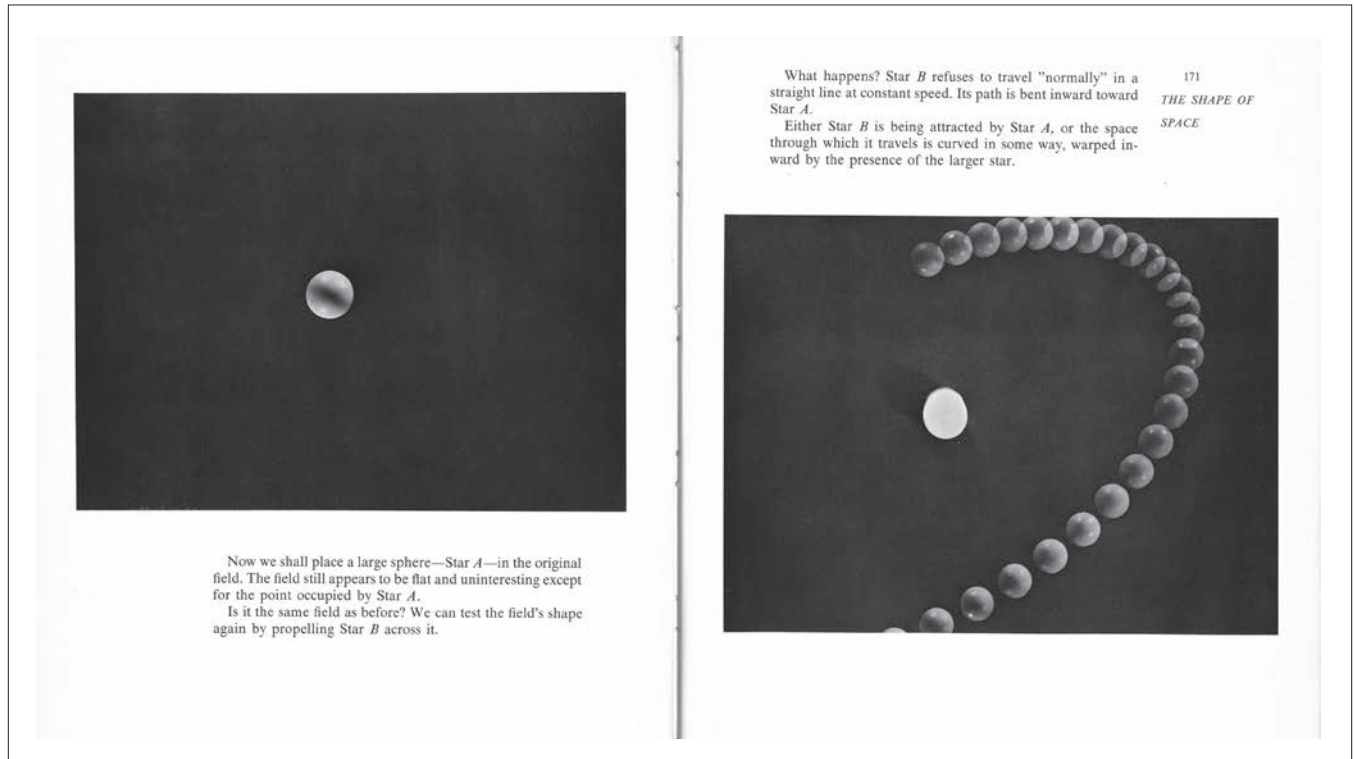 Now we shall place a large sphere—Star A—in the original
field. The field still appears to be flat and uninteresting except
for the point occupied by Star A.
Is it the same field as before? We can test the field's shape
again by propelling Star B across it.
What happens? Star B refuses to travel "normally" in a
straight line at constant speed. Its path is bent inward toward
Star A.
Either Star B is being attracted by Star A, or the space
through which it travels is curved in some way, warped in-
ward by the presence of the larger star.
171
THE SHAPE OF
SPACE